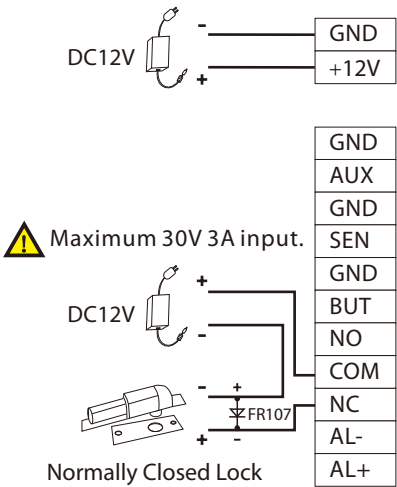 -
GND
DC12V
+
+12V
GND
AUX
GND
Maximum 30V 3A input.
SEN
GND
+
DC12V
BUT
-
NO
COM
- +
FR107
NC
+ -
AL-
Normally Closed Lock
AL+